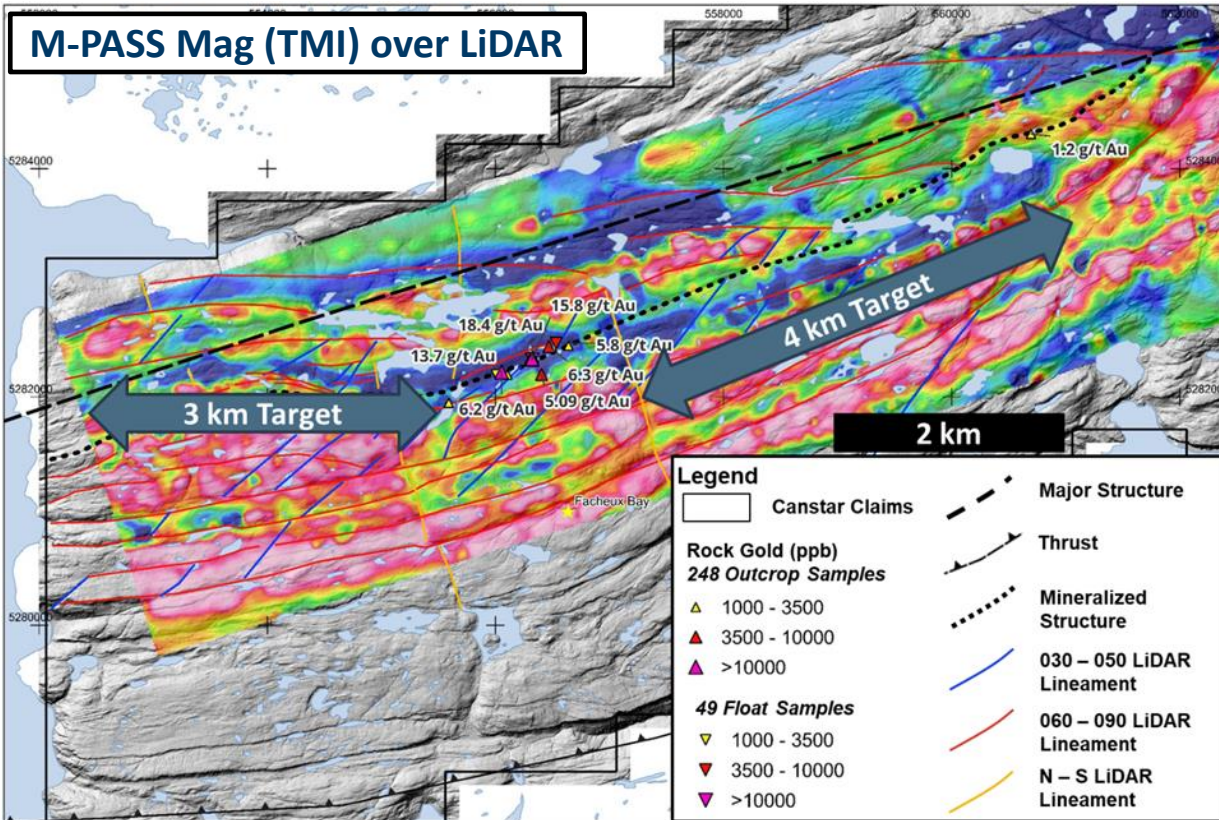 M-PASS Mag (TMI) over LiDAR
558000
560000
5284000
1.2 g/t Au
15.8 g/t Au
18.4 g/t Au
13.7 g/t Au
5.8 g/t Au
6.3 g/t Au
5.09 g/t Au
6.2 g/t Au
4 km Target
3 km Target
5282000
2 km
Facheux Bay
5280000
Legend
Canstar Claims
Rock Gold (ppb)
248 Outcrop Samples
1000 - 3500
3500 - 10000
>10000
49 Float Samples
1000 - 3500
3500 - 10000
>10000
Major Structure
Thrust
Mineralized
Structure
030 – 050 LiDAR
Lineament
060 – 090 LiDAR
Lineament
N – S LiDAR
Lineament